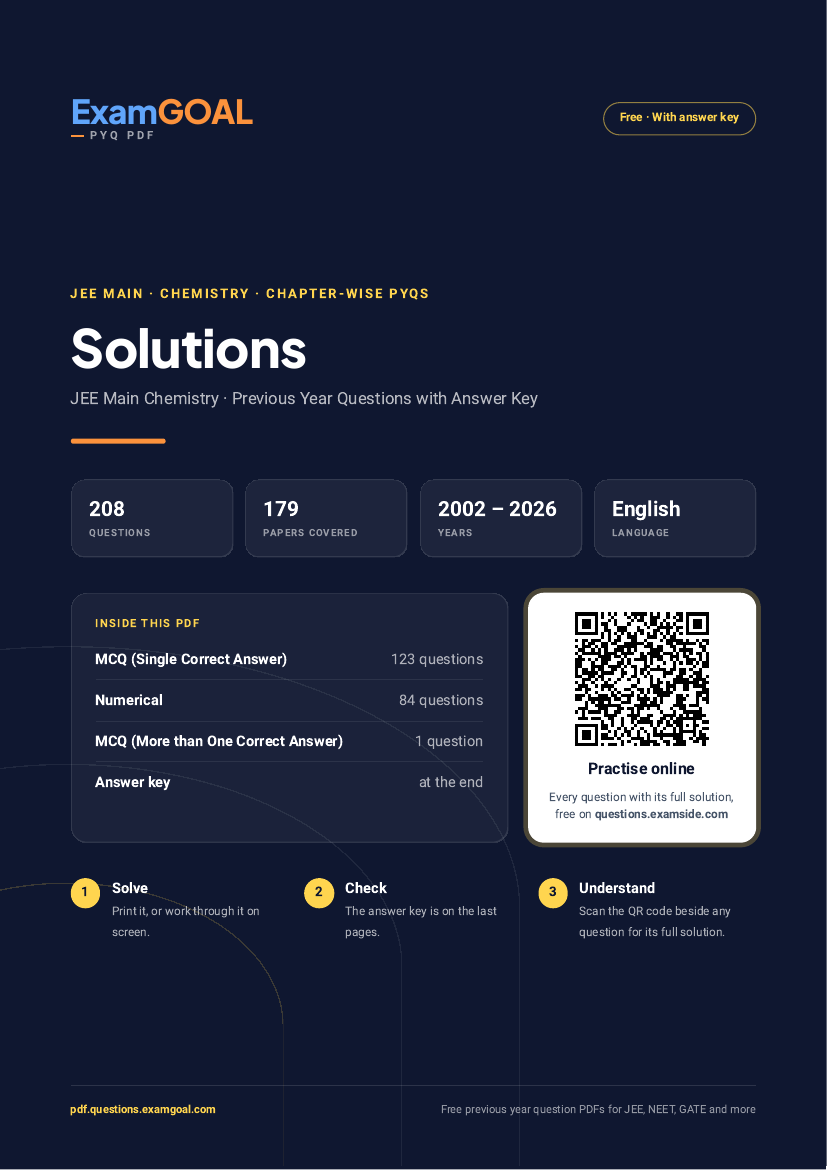 ExamGOAL
PYQ PDF
Free · With answer key
JEE MAIN · CHEMISTRY · CHAPTER-WISE PYQS
Solutions
JEE Main Chemistry · Previous Year Questions with Answer Key
208
QUESTIONS
179
PAPERS COVERED
2002 – 2026
YEARS
English
LANGUAGE
INSIDE THIS PDF
MCQ (Single Correct Answer) 123 questions
Numerical 84 questions
MCQ (More than One Correct Answer) 1 question
Answer key at the end
Practise online
Every question with its full solution,
free on questions.examside.com
1 Solve
Print it, or work through it on
screen.
2 Check
The answer key is on the last
pages.
3 Understand
Scan the QR code beside any
question for its full solution.
pdf.questions.examgoal.com
Free previous year question PDFs for JEE, NEET, GATE and more